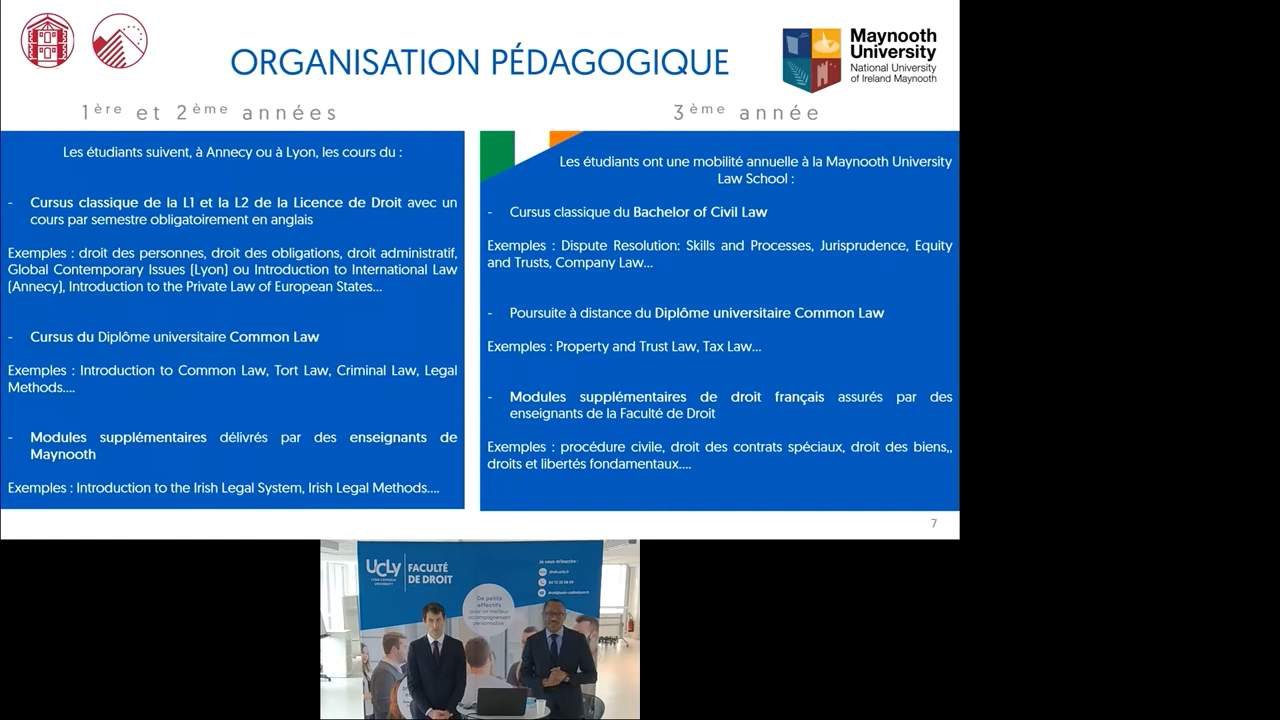 ORGANISATION PÉDAGOGIQUE
Maynooth
University
National University
of Ireland Maynooth
1ère et 2ème années
Les étudiants suivent, à Annecy ou à Lyon, les cours du :
- Cursus classique de la L1 et la L2 de la Licence de Droit avec un
cours par semestre obligatoirement en anglais
Exemples : droit des personnes, droit des obligations, droit administratif,
Global Contemporary Issues (Lyon) ou Introduction to International Law
(Annecy), Introduction to the Private Law of European States...
- Cursus du Diplôme universitaire Common Law
Exemples : Introduction to Common Law, Tort Law, Criminal Law, Legal
Methods....
- Modules supplémentaires délivrés par des enseignants de
Maynooth
Exemples : Introduction to the Irish Legal System, Irish Legal Methods....
3ème année
Les étudiants ont une mobilité annuelle à la Maynooth University
Law School :
- Cursus classique du Bachelor of Civil Law
Exemples : Dispute Resolution: Skills and Processes, Jurisprudence, Equity
and Trusts, Company Law...
- Poursuite à distance du Diplôme universitaire Common Law
Exemples : Property and Trust Law, Tax Law...
- Modules supplémentaires de droit français assurés par des
enseignants de la Faculté de Droit
Exemples : procédure civile, droit des contrats spéciaux, droit des biens,,
droits et libertés fondamentaux....
7
UCLy
LYON CATHOLIC
UNIVERSITY
FACULTÉ
DE DROIT
Je veux m'inscrire :
De petits
effectifs
pour un meilleur
accompagnement
personnalisé